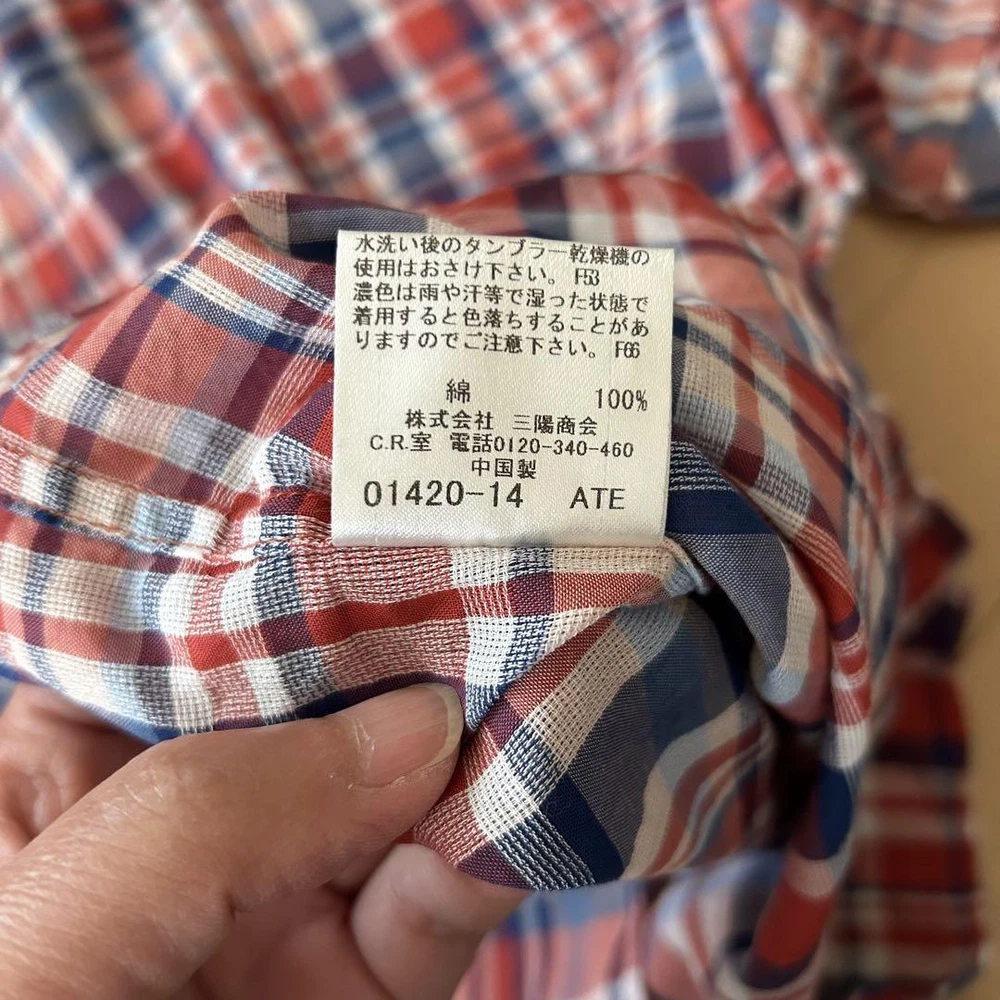 水洗い後のタンブラー乾燥機の
使用はおさけ下さい。 F53
濃色は雨や汗等で湿った状態で
着用すると色落ちすることがあ
りますのでご注意下さい。 F66
綿 100%
株式会社 三陽商会
C.R.室 電話0120-340-460
中国製
01420-14 ATE